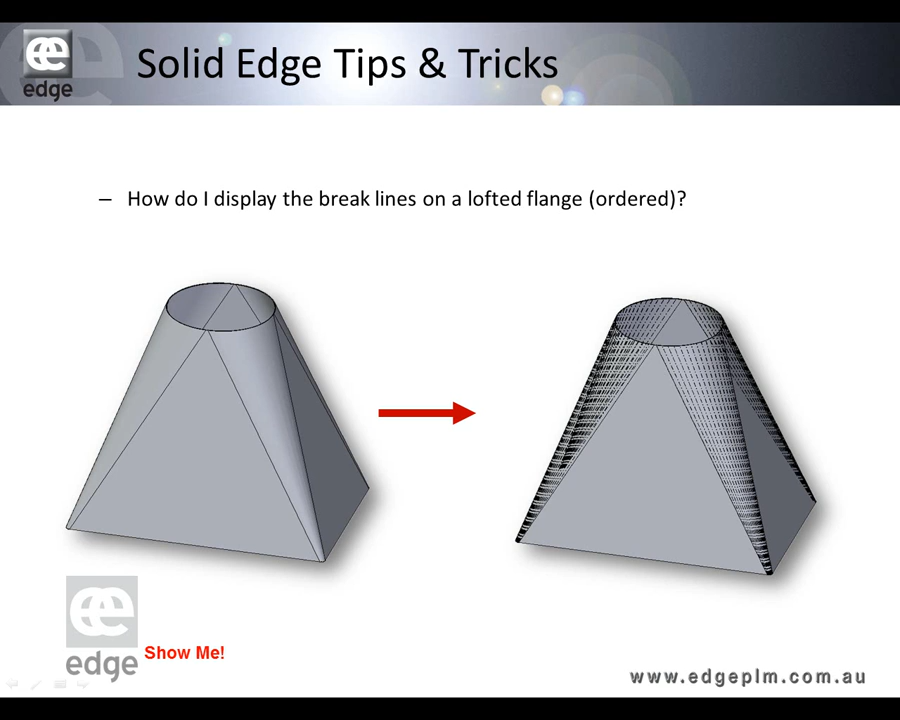 edge
Solid Edge Tips & Tricks
– How do I display the break lines on a lofted flange (ordered)?
edge
Show Me!
www.edgeplm.com.au